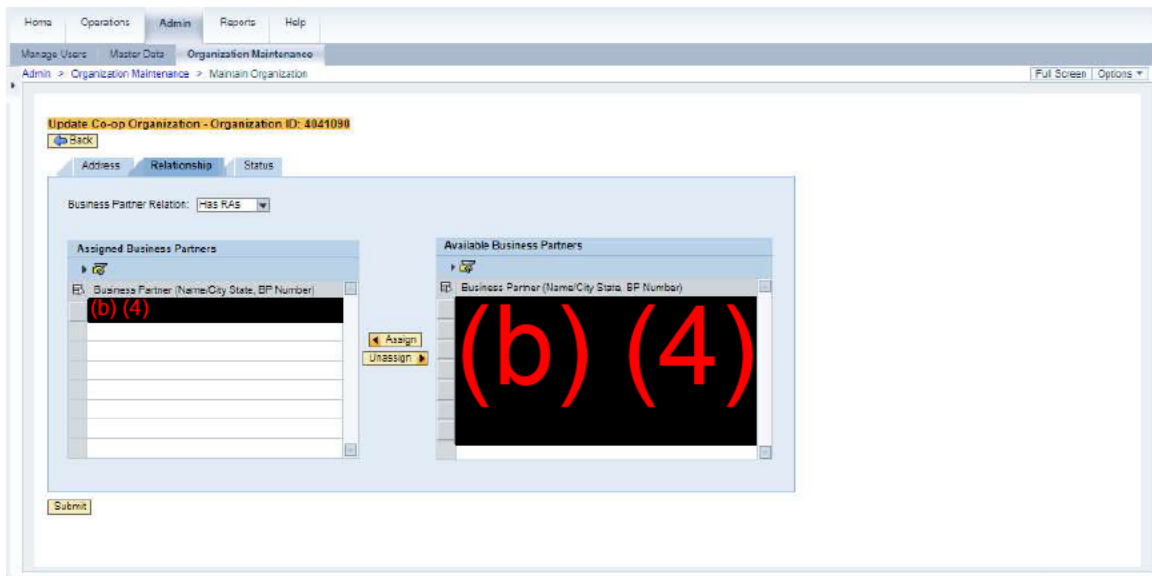 Home Operations Admin Reports Help
Manage Users Master Data Organization Maintenance
Admin > Organization Maintenance > Maintain Organization
Full Screen Options
Update Co-op Organization - Organization ID: 4041090
Back
Address Relationship Status
Business Partner Relation: Has RAs
Assigned Business Partners
Business Partner (Name/City State, BP Number)
(b) (4)
Assign
Unassign
Available Business Partners
Business Partner (Name/City State, BP Number)
(b) (4)
Submit